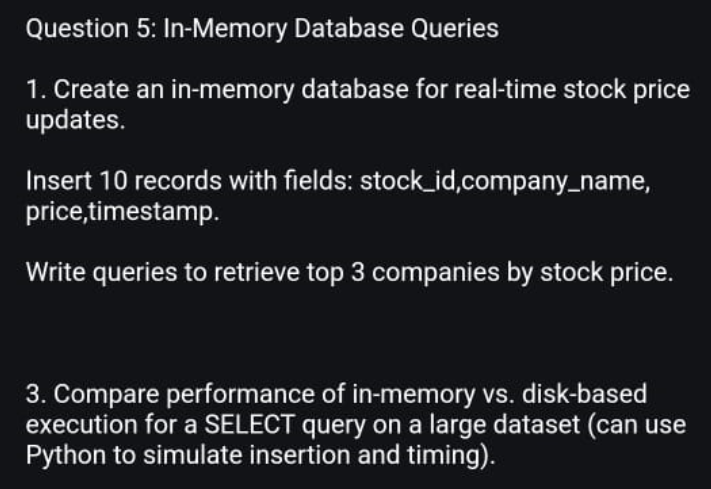 Question 5: In-Memory Database Queries
1. Create an in-memory database for real-time stock price
updates.
Insert 10 records with fields: stock_id,company_name,
price,timestamp.
Write queries to retrieve top 3 companies by stock price.
3. Compare performance of in-memory vs. disk-based
execution for a SELECT query on a large dataset (can use
Python to simulate insertion and timing).